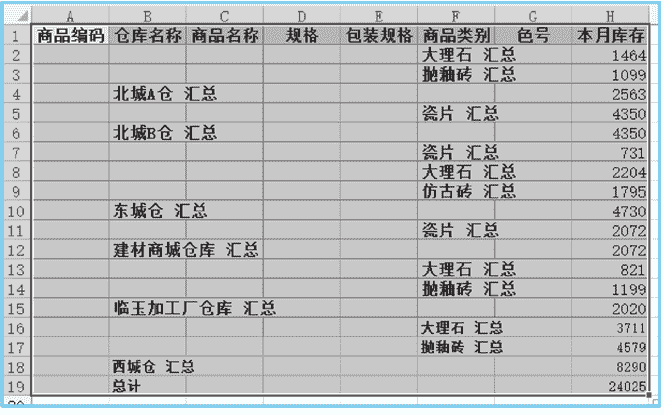 A B C D E F G H
1 商品编码 仓库名称 商品名称 规格 包装规格 商品类别 色号 本月库存
2 大理石 汇总 1464
3 抛釉砖 汇总 1099
4 北城A仓 汇总 2563
5 瓷片 汇总 4350
6 北城B仓 汇总 4350
7 瓷片 汇总 731
8 大理石 汇总 2204
9 仿古砖 汇总 1795
10 东城仓 汇总 4730
11 瓷片 汇总 2072
12 建材商城仓库 汇总 2072
13 大理石 汇总 821
14 抛釉砖 汇总 1199
15 临玉加工厂仓库 汇总 2020
16 大理石 汇总 3711
17 抛釉砖 汇总 4579
18 西城仓 汇总 8290
19 总计 24025